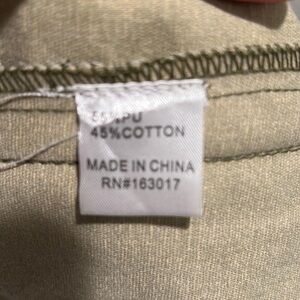 55%PU
45%COTTON
MADE IN CHINA
RN#163017